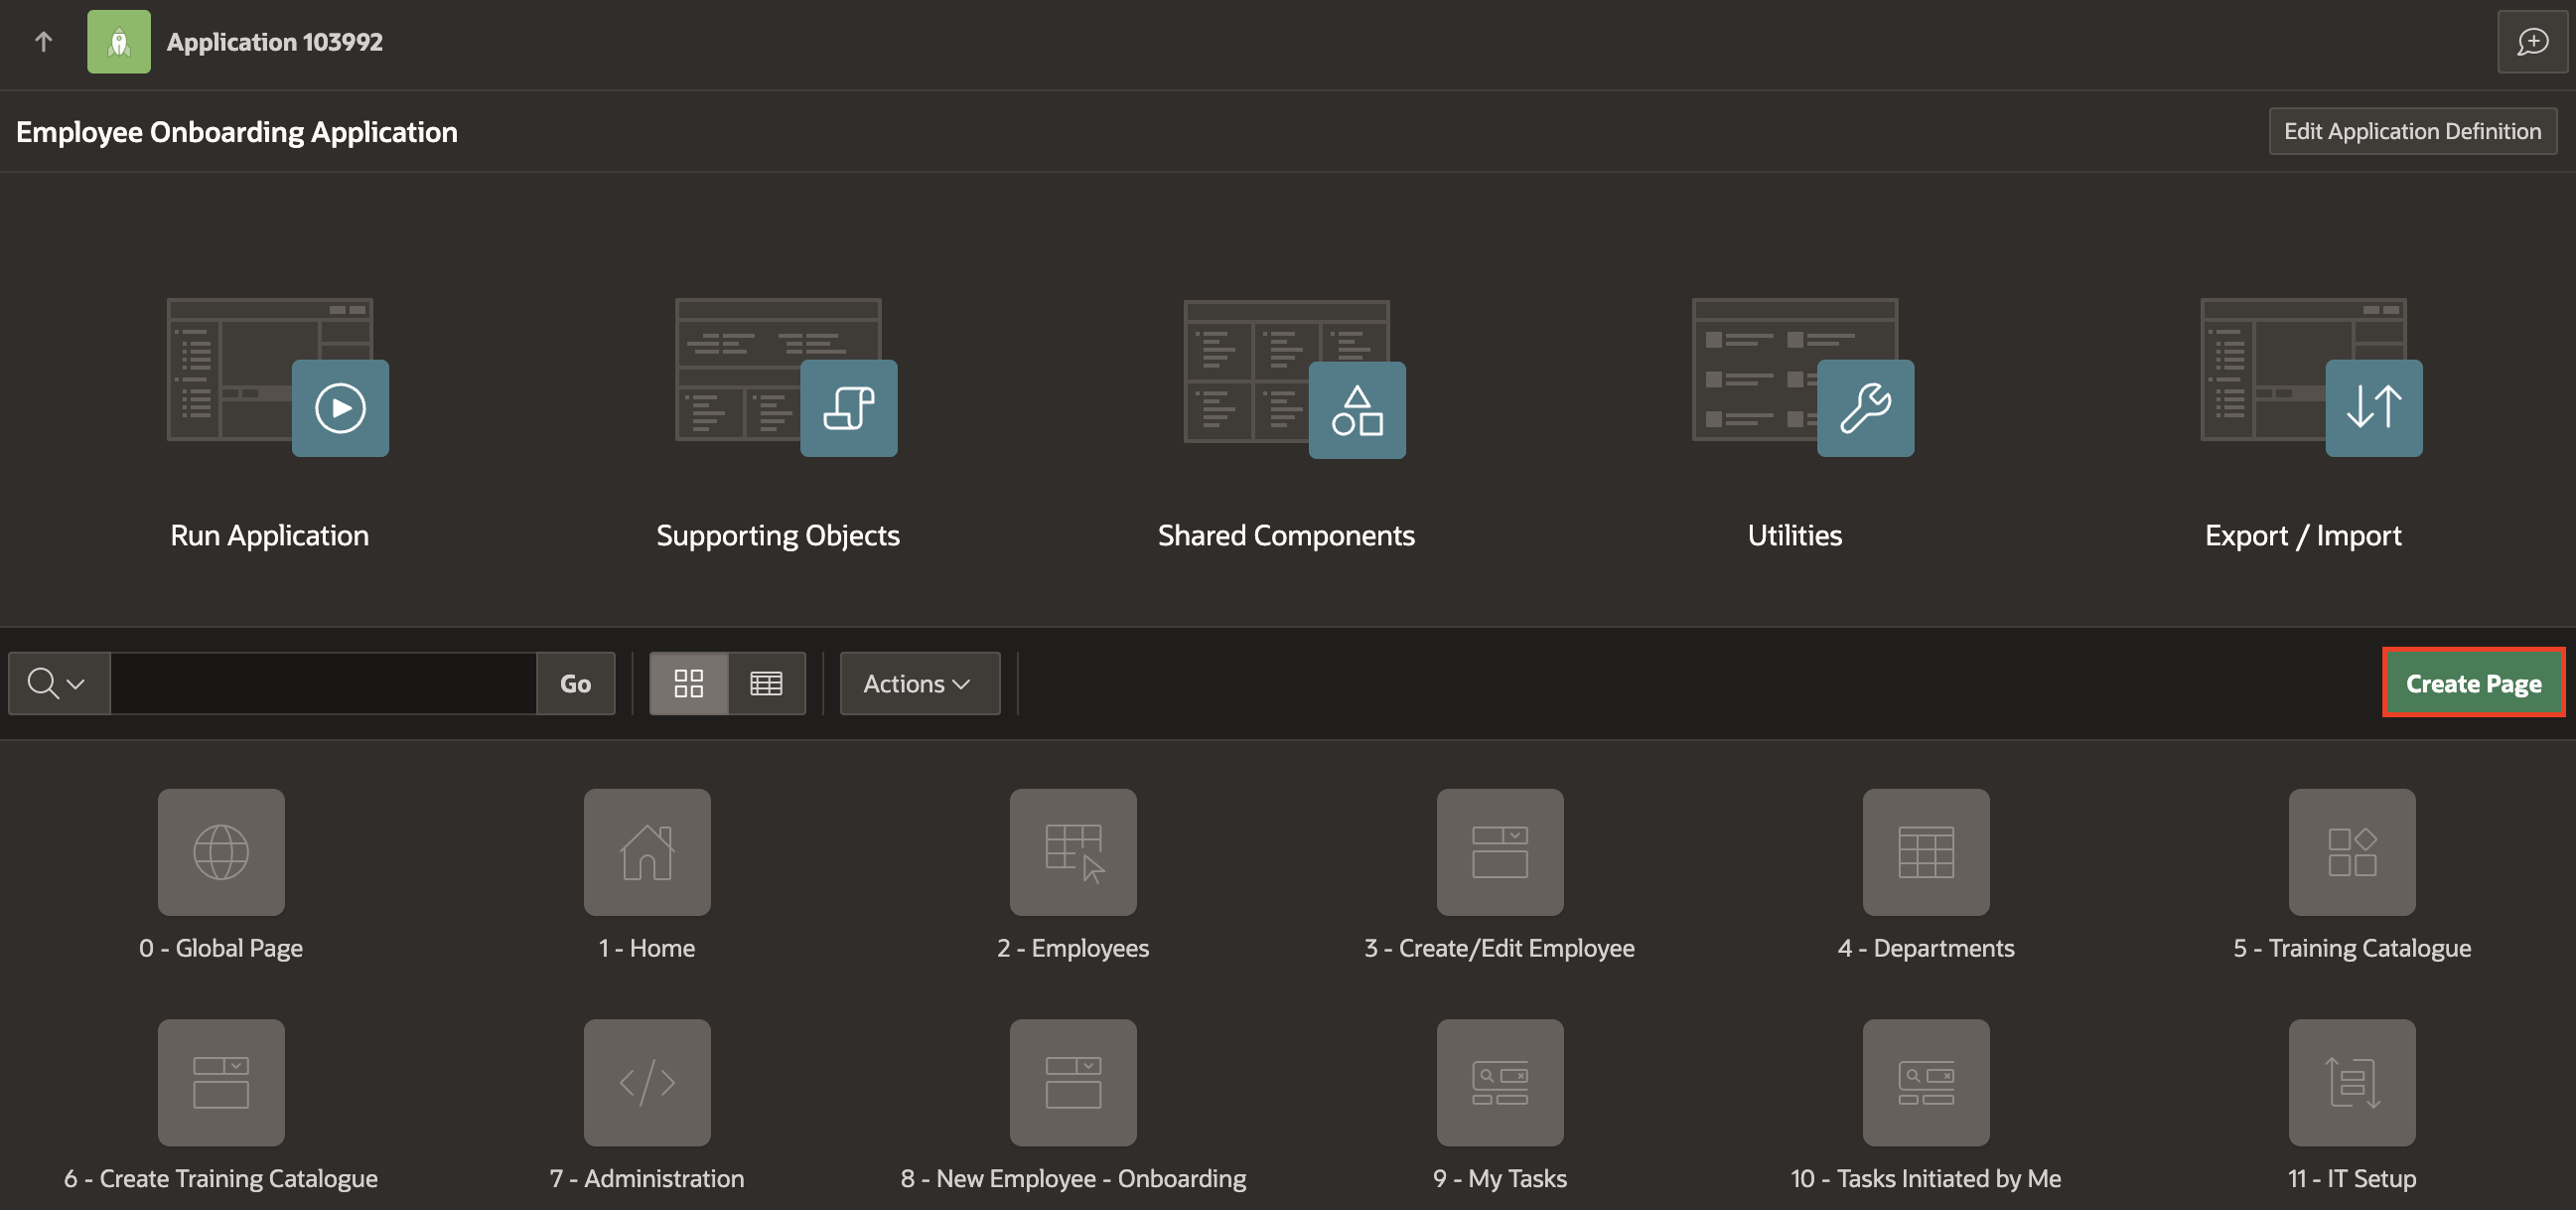 Application 103992
Employee Onboarding Application
Edit Application Definition
Run Application
Supporting Objects
Shared Components
Utilities
Export / Import
Go
Actions
Create Page
0 - Global Page
1 - Home
2 - Employees
3 - Create/Edit Employee
4 - Departments
5 - Training Catalogue
6 - Create Training Catalogue
7 - Administration
8 - New Employee - Onboarding
9 - My Tasks
10 - Tasks Initiated by Me
11 - IT Setup